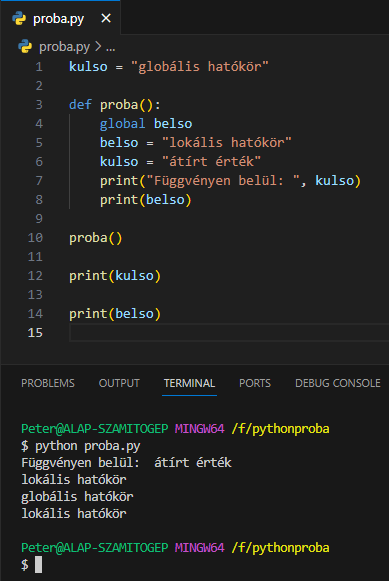 proba.py ×
proba.py > ...
1 kulso = "globális hatókör"
2
3 def proba():
4     global belso
5     belso = "lokális hatókör"
6     kulso = "átírt érték"
7     print("Függvényen belül: ", kulso)
8     print(belso)
9
10 proba()
11
12 print(kulso)
13
14 print(belso)
15
PROBLEMS OUTPUT TERMINAL PORTS DEBUG CONSOLE
Peter@ALAP-SZAMITOGEP MINGW64 /f/pythonproba
$ python proba.py
Függvényen belül:  átírt érték
lokális hatókör
globális hatókör
lokális hatókör
Peter@ALAP-SZAMITOGEP MINGW64 /f/pythonproba
$